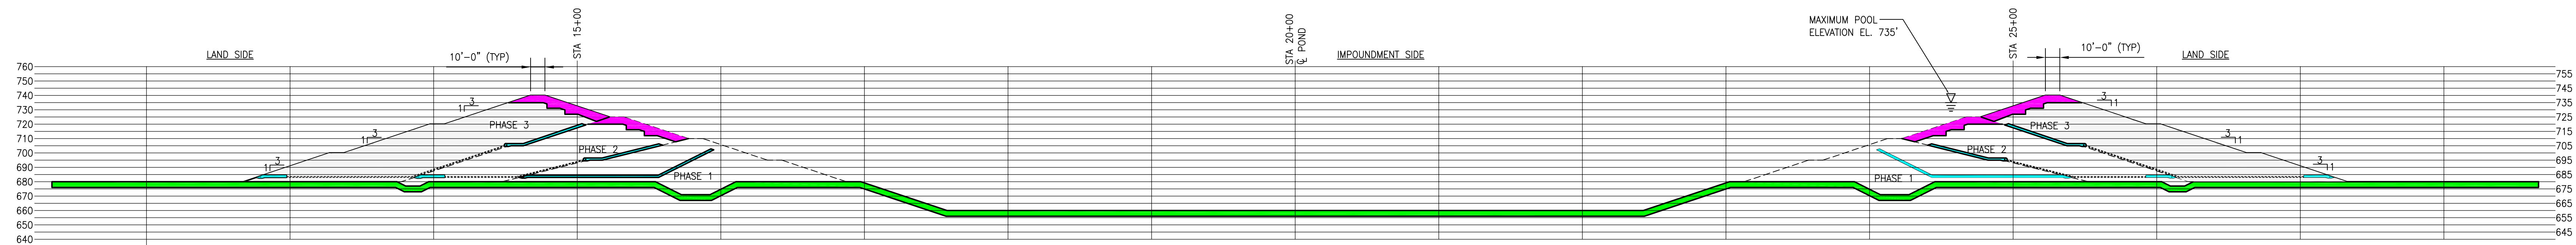 LAND SIDE
10'-0" (TYP)
STA 15+00
STA 20+00
℄ POND
IMPOUNDMENT SIDE
MAXIMUM POOL
ELEVATION EL. 735'
STA 25+00
10'-0" (TYP)
LAND SIDE
760
750
740
730
720
710
700
690
680
670
660
650
640
3
1
3
1
3
1
PHASE 3
PHASE 2
PHASE 1
PHASE 3
PHASE 2
PHASE 1
3
1
3
1
3
1
755
745
735
725
715
705
695
685
675
665
655
645